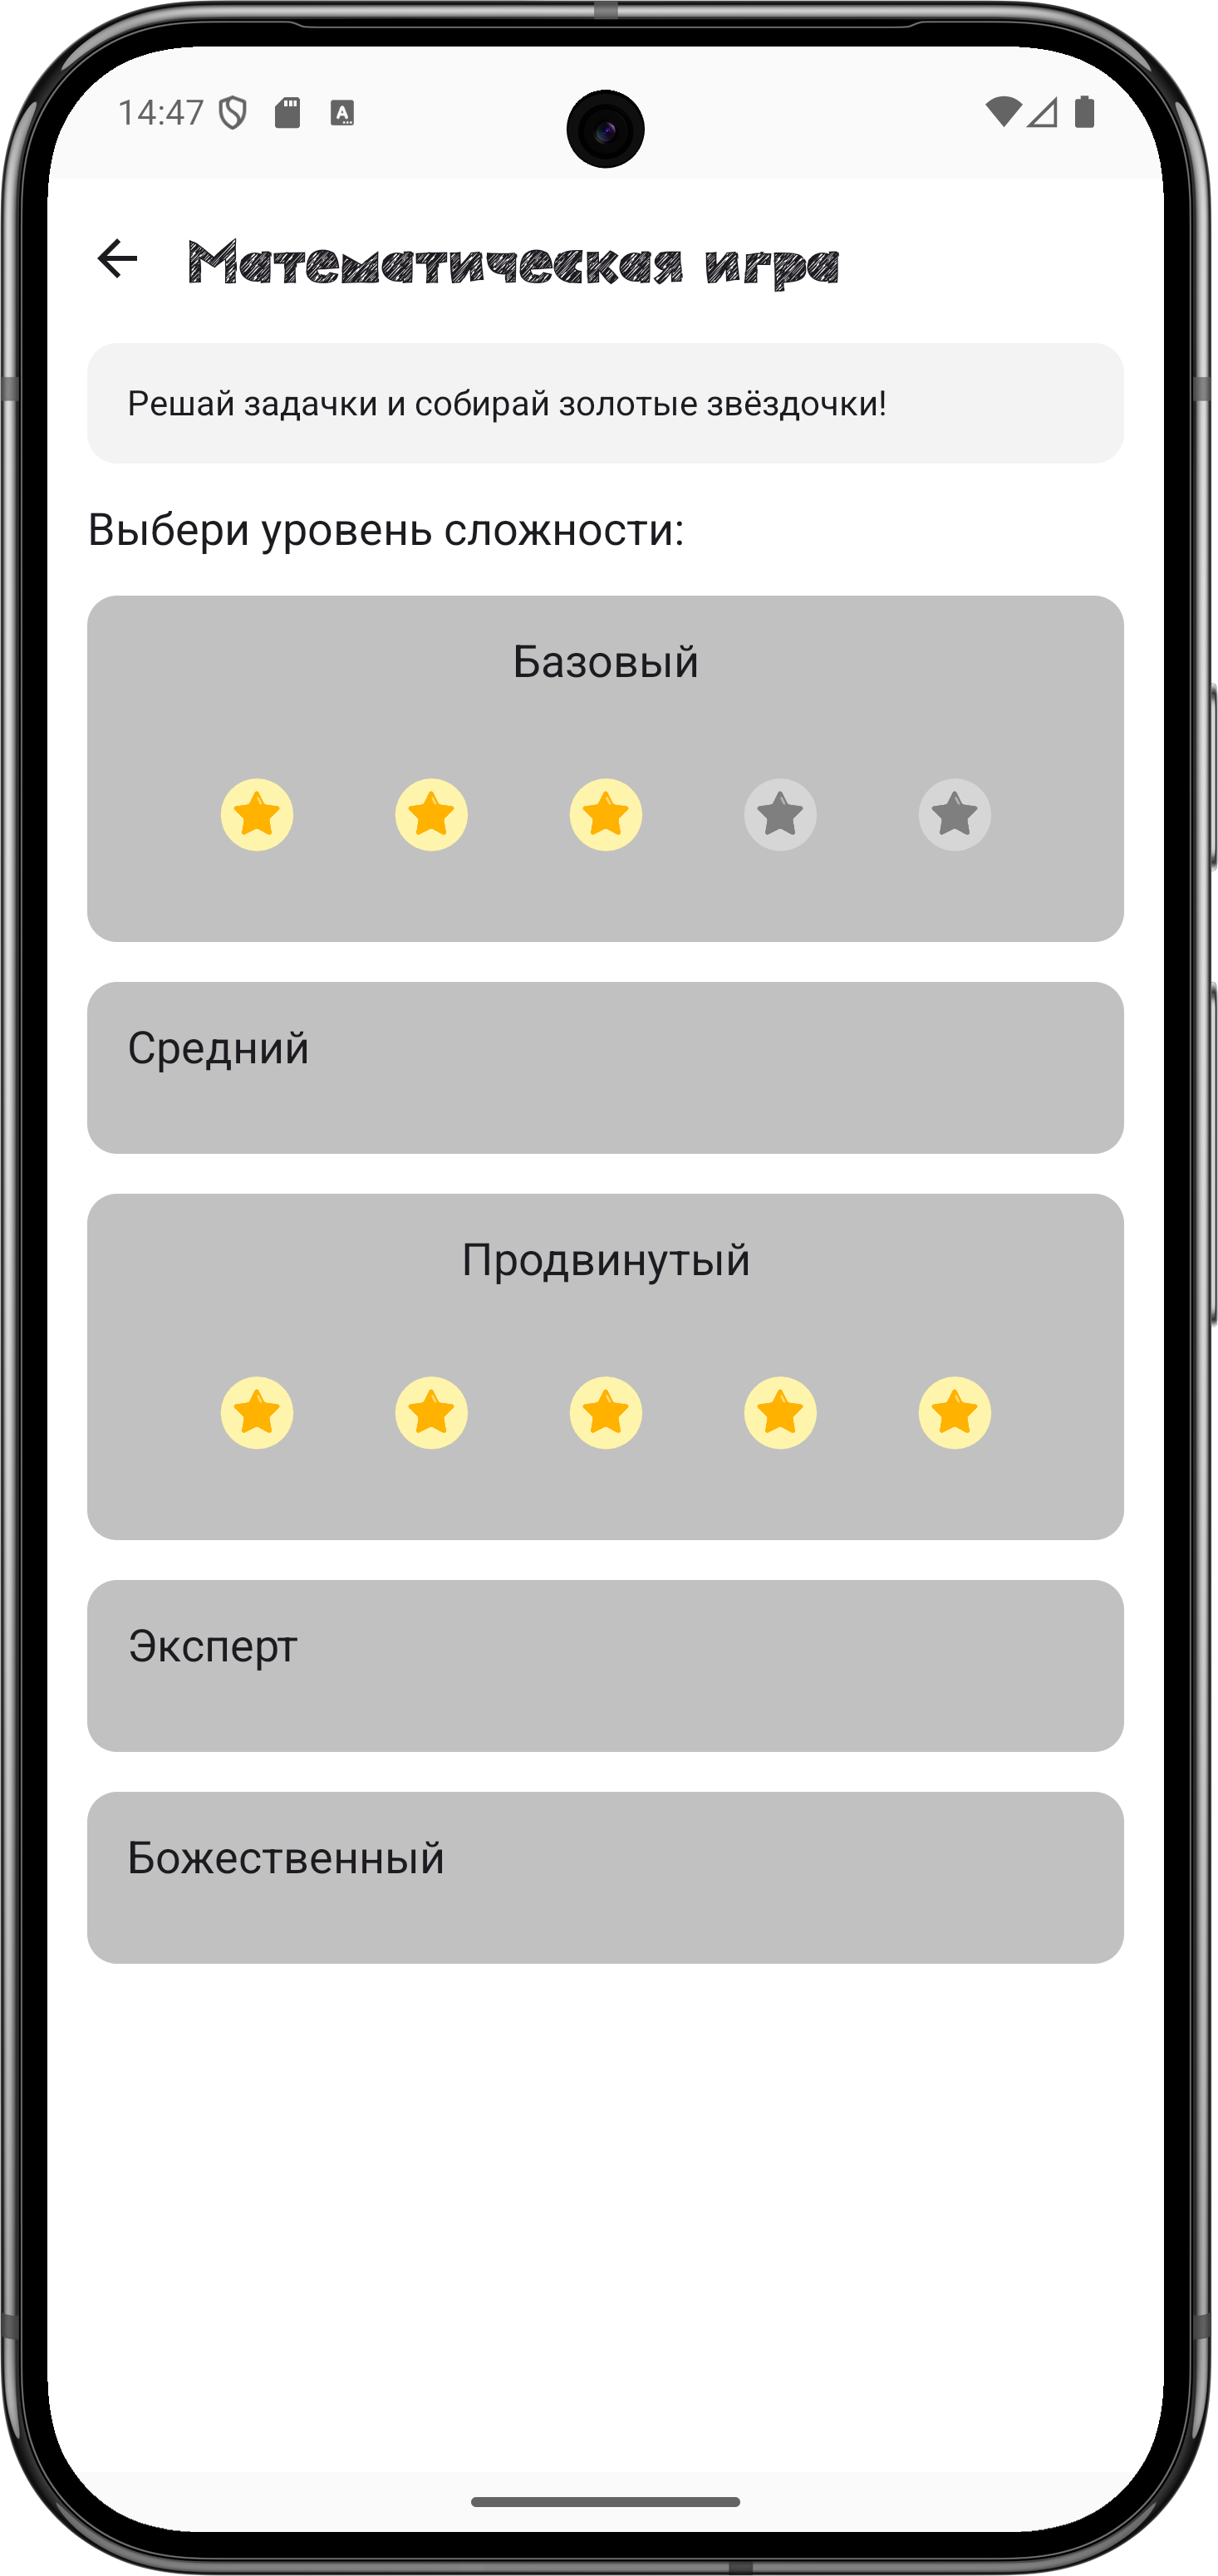 14:47
Математическая игра
Решай задачки и собирай золотые звёздочки!
Выбери уровень сложности:
Базовый
Средний
Продвинутый
Эксперт
Божественный